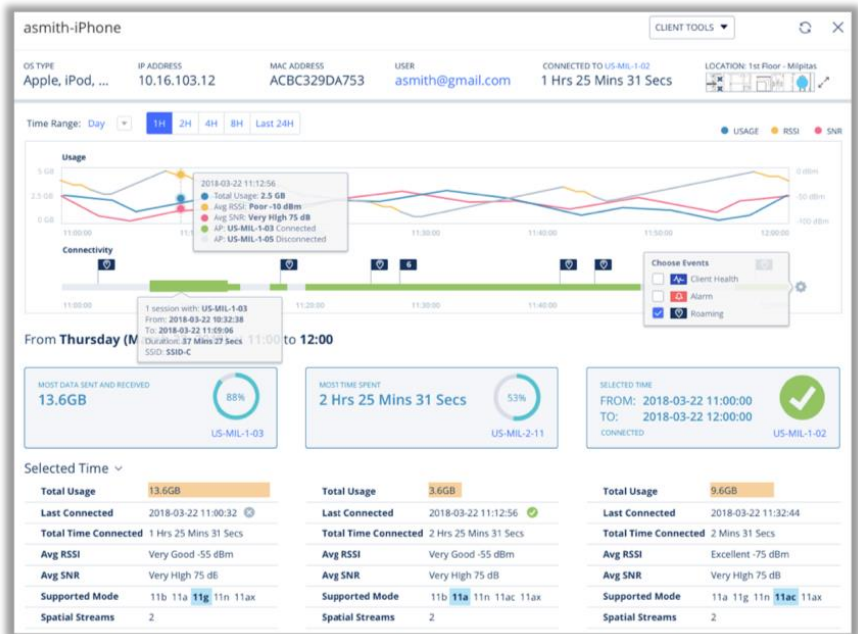 asmith-iPhone
CLIENT TOOLS
OS TYPE IP ADDRESS MAC ADDRESS USER CONNECTED TO US-MIL-1-02 LOCATION: 1st Floor - Milpitas
Apple, iPod, ... 10.16.103.12 ACBC329DA753 asmith@gmail.com 1 Hrs 25 Mins 31 Secs
Time Range: Day 1H 2H 4H 8H Last 24H
USAGE RSSI SNR
Usage
5 GB 0 dBm
2.5 GB -50 dBm
0 GB -100 dBm
2018-03-22 11:12:56
Total Usage: 2.5 GB
Avg RSSI: Poor -10 dBm
Avg SNR: Very High 75 dB
AP: US-MIL-1-03 Connected
AP: US-MIL-1-05 Disconnected
11:00:00 11:30:00 11:40:00 11:50:00 12:00:00
Connectivity
6
Choose Events
Client Health
Alarm
Roaming
11:00:00 11:20:00 11:30:00 11:40:00
1 session with: US-MIL-1-03
From: 2018-03-22 10:32:38
To: 2018-03-22 11:09:06
Duration: 37 Mins 27 Secs
SSID: SSID-C
From Thursday 11:00 to 12:00
MOST DATA SENT AND RECEIVED
13.6GB
88%
US-MIL-1-03
MOST TIME SPENT
2 Hrs 25 Mins 31 Secs
53%
US-MIL-2-11
SELECTED TIME
FROM: 2018-03-22 11:00:00
TO: 2018-03-22 12:00:00
CONNECTED
US-MIL-1-02
Selected Time
Total Usage 13.6GB
Last Connected 2018-03-22 11:00:32
Total Time Connected 1 Hrs 25 Mins 31 Secs
Avg RSSI Very Good -55 dBm
Avg SNR Very High 75 dB
Supported Mode 11b 11a 11g 11n 11ax
Spatial Streams 2
Total Usage 3.6GB
Last Connected 2018-03-22 11:12:56
Total Time Connected 2 Hrs 25 Mins 31 Secs
Avg RSSI Very Good -55 dBm
Avg SNR Very High 75 dB
Supported Mode 11b 11a 11n 11ac 11ax
Spatial Streams 2
Total Usage 9.6GB
Last Connected 2018-03-22 11:32:44
Total Time Connected 2 Mins 31 Secs
Avg RSSI Excellent -75 dBm
Avg SNR Very High 75 dB
Supported Mode 11a 11g 11n 11ac 11ax
Spatial Streams 2